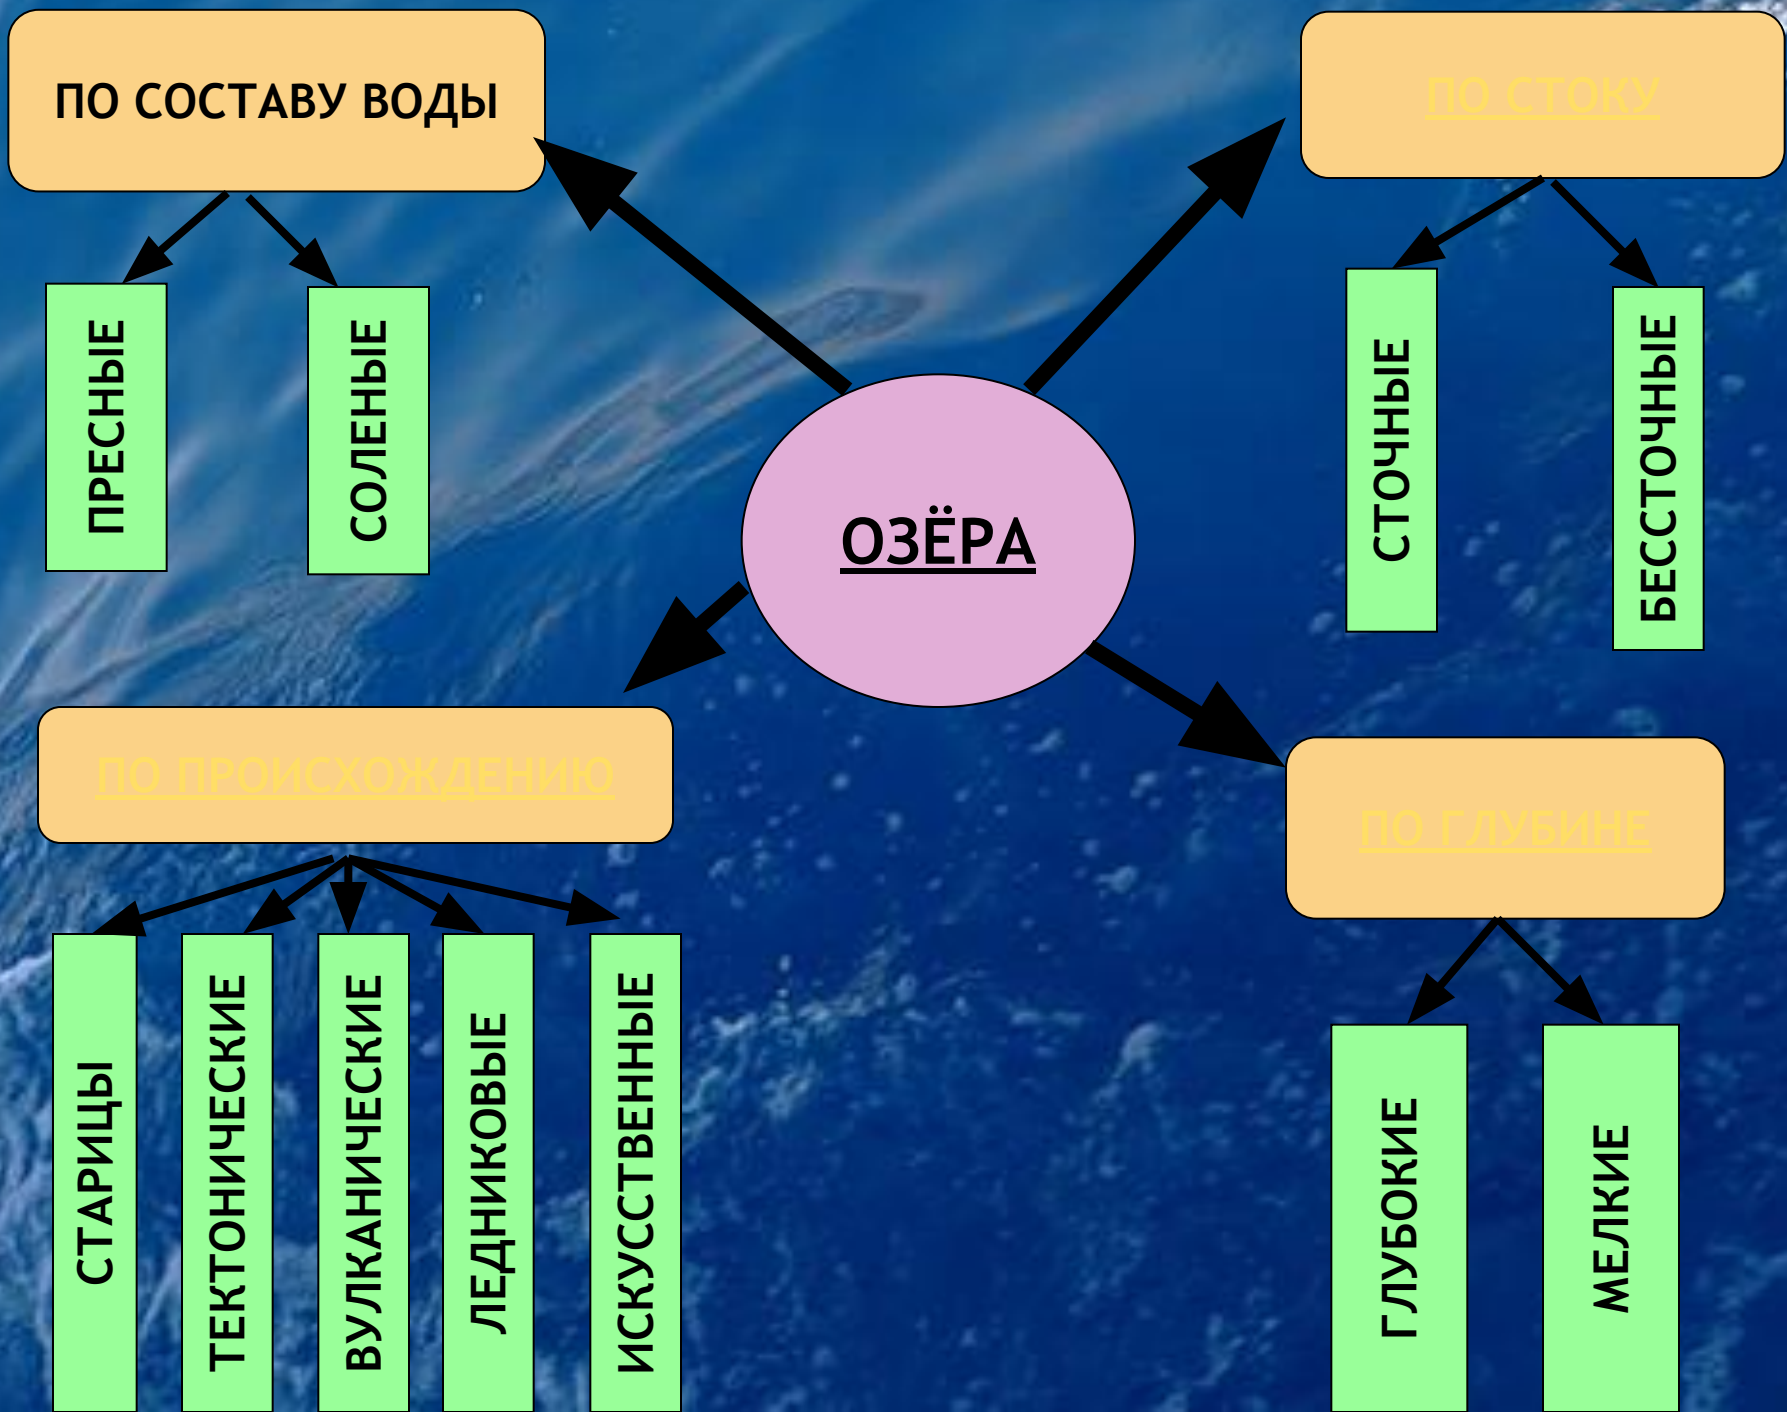 ПО СОСТАВУ ВОДЫ
ПРЕСНЫЕ
СОЛЕНЫЕ
ПО СТОКУ
СТОЧНЫЕ
БЕССТОЧНЫЕ
ОЗЁРА
ПО ПРОИСХОЖДЕНИЮ
СТАРИЦЫ
ТЕКТОНИЧЕСКИЕ
ВУЛКАНИЧЕСКИЕ
ЛЕДНИКОВЫЕ
ИСКУССТВЕННЫЕ
ПО ГЛУБИНЕ
ГЛУБОКИЕ
МЕЛКИЕ